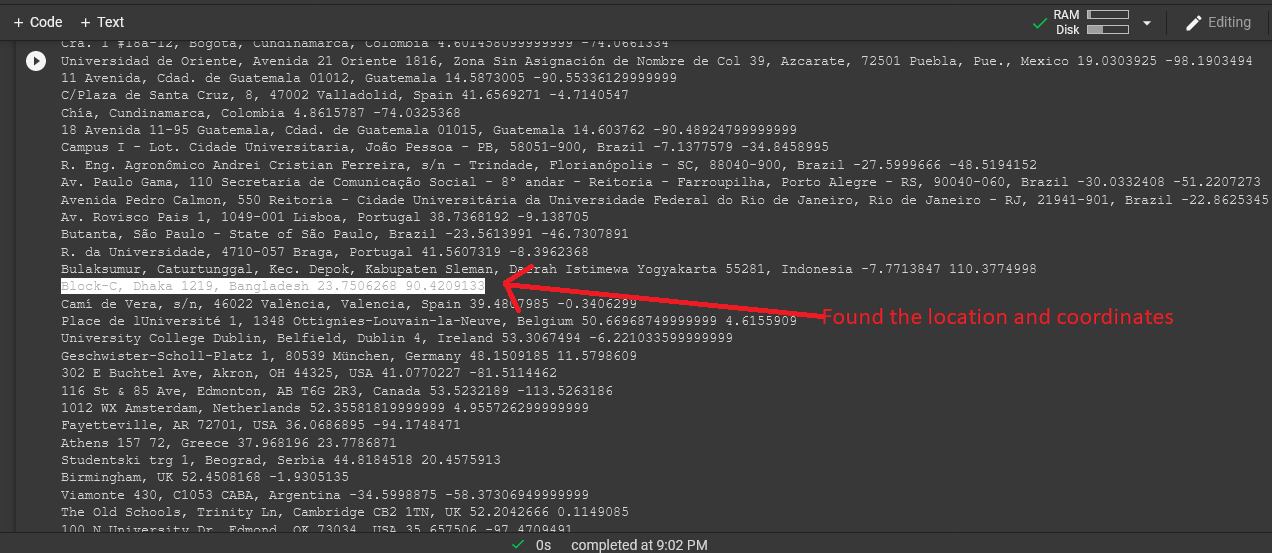 + Code + Text
RAM
Disk
Editing
Cra. 1 #18a-12, Bogotá, Cundinamarca, Colombia 4.601458099999999 -74.0661334
Universidad de Oriente, Avenida 21 Oriente 1816, Zona Sin Asignación de Nombre de Col 39, Azcarate, 72501 Puebla, Pue., Mexico 19.0303925 -98.1903494
11 Avenida, Cdad. de Guatemala 01012, Guatemala 14.5873005 -90.55336129999999
C/Plaza de Santa Cruz, 8, 47002 Valladolid, Spain 41.6569271 -4.7140547
Chía, Cundinamarca, Colombia 4.8615787 -74.0325368
18 Avenida 11-95 Guatemala, Cdad. de Guatemala 01015, Guatemala 14.603762 -90.48924799999999
Campus I - Lot. Cidade Universitaria, João Pessoa - PB, 58051-900, Brazil -7.1377579 -34.8458995
R. Eng. Agronômico Andrei Cristian Ferreira, s/n - Trindade, Florianópolis - SC, 88040-900, Brazil -27.5999666 -48.5194152
Av. Paulo Gama, 110 Secretaria de Comunicação Social - 8º andar - Reitoria - Farroupilha, Porto Alegre - RS, 90040-060, Brazil -30.0332408 -51.2207273
Avenida Pedro Calmon, 550 Reitoria - Cidade Universitária da Universidade Federal do Rio de Janeiro, Rio de Janeiro - RJ, 21941-901, Brazil -22.8625345
Av. Rovisco Pais 1, 1049-001 Lisboa, Portugal 38.7368192 -9.138705
Butanta, São Paulo - State of São Paulo, Brazil -23.5613991 -46.7307891
R. da Universidade, 4710-057 Braga, Portugal 41.5607319 -8.3962368
Bulaksumur, Caturtunggal, Kec. Depok, Kabupaten Sleman, Daerah Istimewa Yogyakarta 55281, Indonesia -7.7713847 110.3774998
Block-C, Dhaka 1219, Bangladesh 23.7506268 90.4209133
Camí de Vera, s/n, 46022 València, Valencia, Spain 39.4807985 -0.3406299
Place de lUniversité 1, 1348 Ottignies-Louvain-la-Neuve, Belgium 50.66968749999999 4.6155909
Found the location and coordinates
University College Dublin, Belfield, Dublin 4, Ireland 53.3067494 -6.221033599999999
Geschwister-Scholl-Platz 1, 80539 München, Germany 48.1509185 11.5798609
302 E Buchtel Ave, Akron, OH 44325, USA 41.0770227 -81.5114462
116 St & 85 Ave, Edmonton, AB T6G 2R3, Canada 53.5232189 -113.5263186
1012 WX Amsterdam, Netherlands 52.35581819999999 4.955726299999999
Fayetteville, AR 72701, USA 36.0686895 -94.1748471
Athens 157 72, Greece 37.968196 23.7786871
Studentski trg 1, Beograd, Serbia 44.8184518 20.4575913
Birmingham, UK 52.4508168 -1.9305135
Viamonte 430, C1053 CABA, Argentina -34.5998875 -58.37306949999999
The Old Schools, Trinity Ln, Cambridge CB2 1TN, UK 52.2042666 0.1149085
100 N University Dr, Edmond, OK 73034, USA 35.657506 -97.4709491
0s completed at 9:02 PM